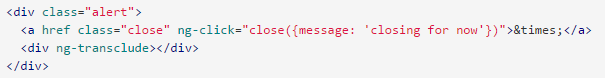 <div class="alert">
  <a href class="close" ng-click="close({message: 'closing for now'})">&times;</a>
  <div ng-transclude></div>
</div>